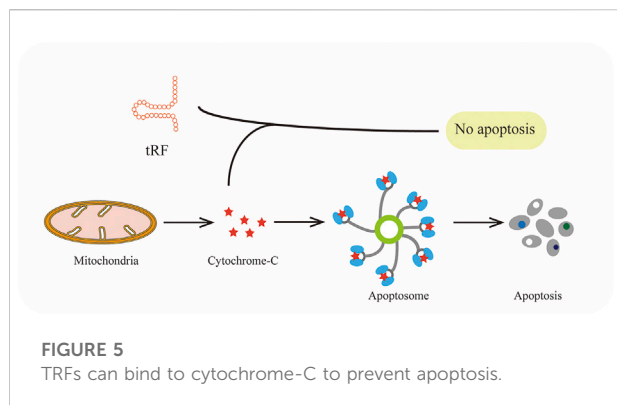 tRF
No apoptosis
Mitochondria
Cytochrome-C
Apoptosome
Apoptosis
FIGURE 5
TRFs can bind to cytochrome-C to prevent apoptosis.